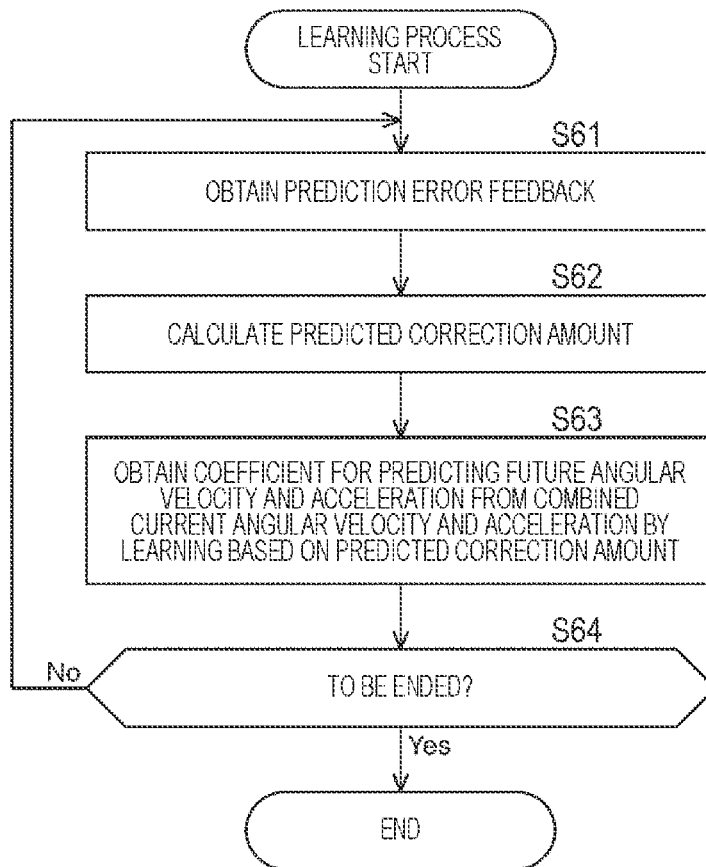 LEARNING PROCESS
START
S61
OBTAIN PREDICTION ERROR FEEDBACK
S62
CALCULATE PREDICTED CORRECTION AMOUNT
S63
OBTAIN COEFFICIENT FOR PREDICTING FUTURE ANGULAR
VELOCITY AND ACCELERATION FROM COMBINED
CURRENT ANGULAR VELOCITY AND ACCELERATION BY
LEARNING BASED ON PREDICTED CORRECTION AMOUNT
S64
No
TO BE ENDED?
Yes
END